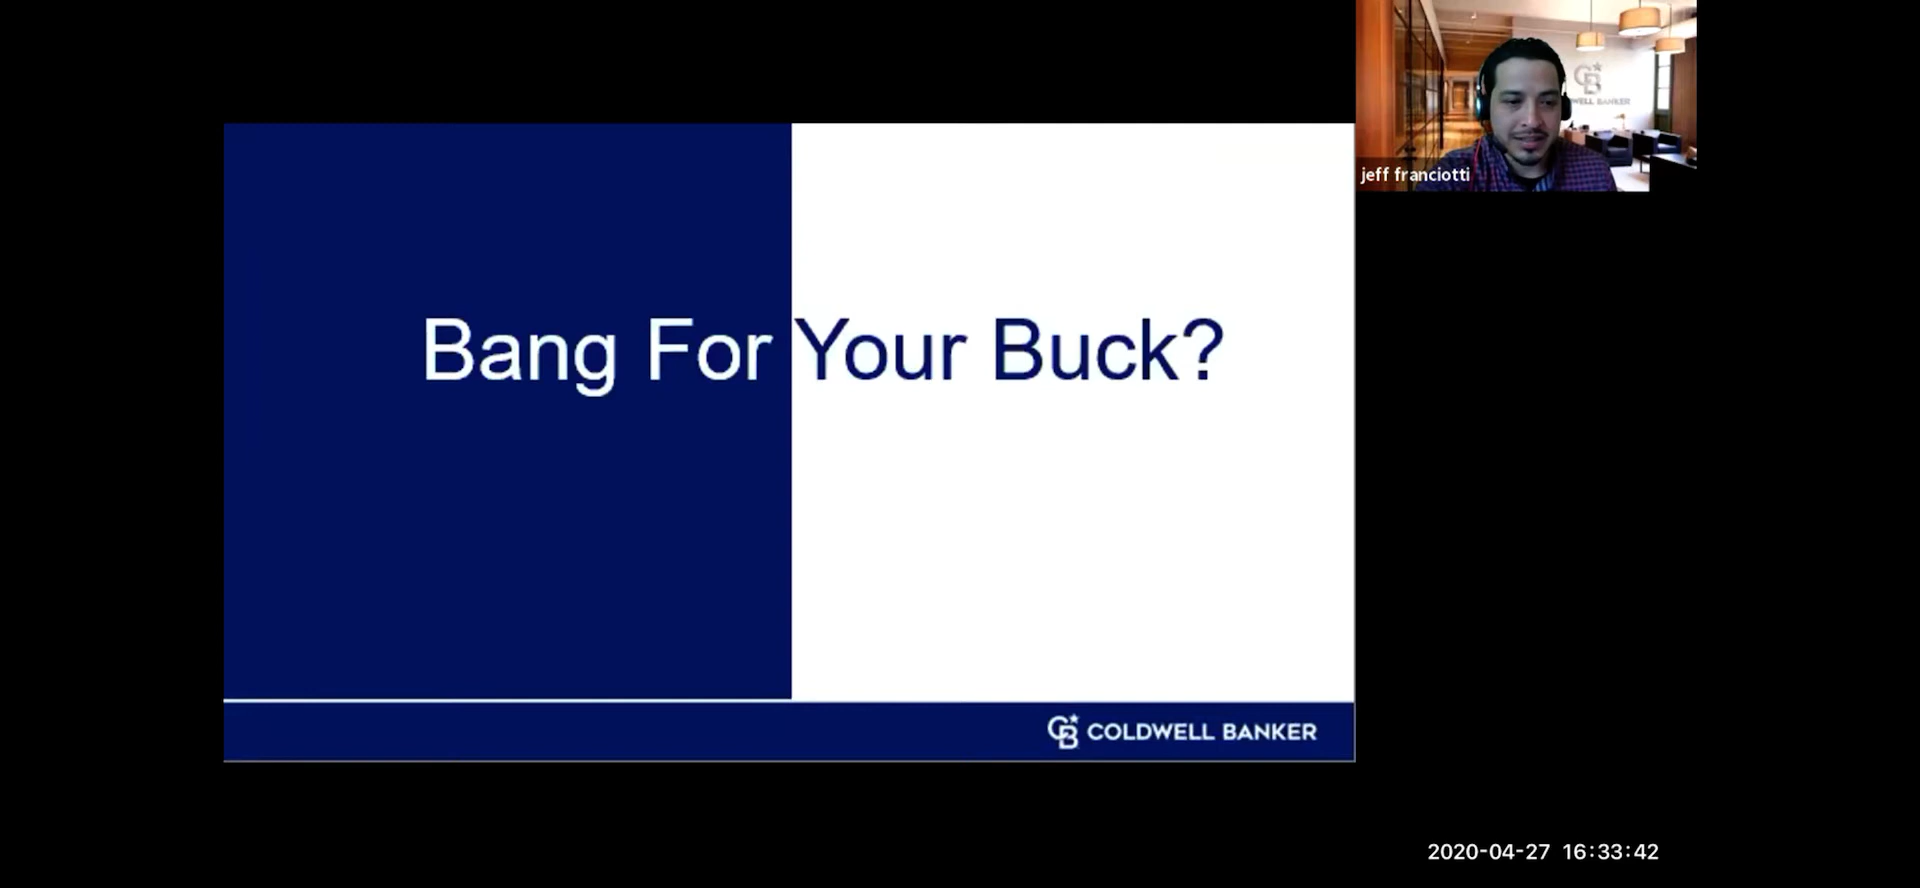 jeff franciotti
Bang For Your Buck?
COLDWELL BANKER
2020-04-27 16:33:42